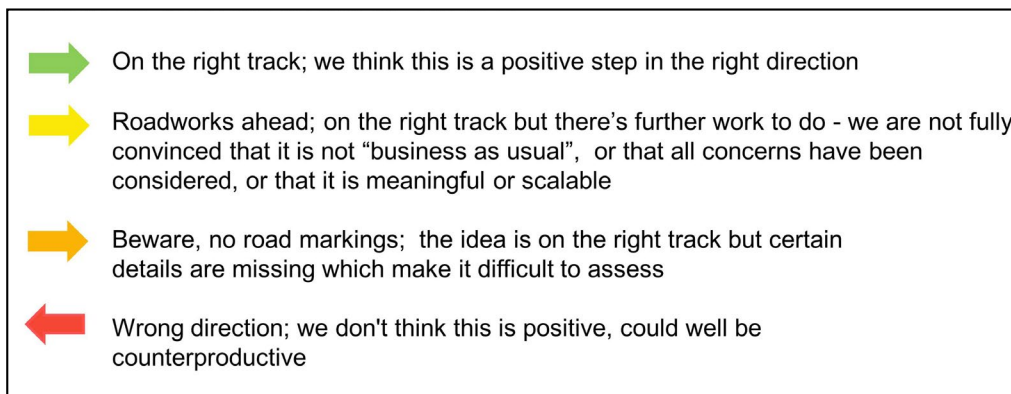 On the right track; we think this is a positive step in the right direction
Roadworks ahead; on the right track but there's further work to do - we are not fully
convinced that it is not “business as usual”,  or that all concerns have been
considered, or that it is meaningful or scalable
Beware, no road markings;  the idea is on the right track but certain
details are missing which make it difficult to assess
Wrong direction; we don't think this is positive, could well be
counterproductive